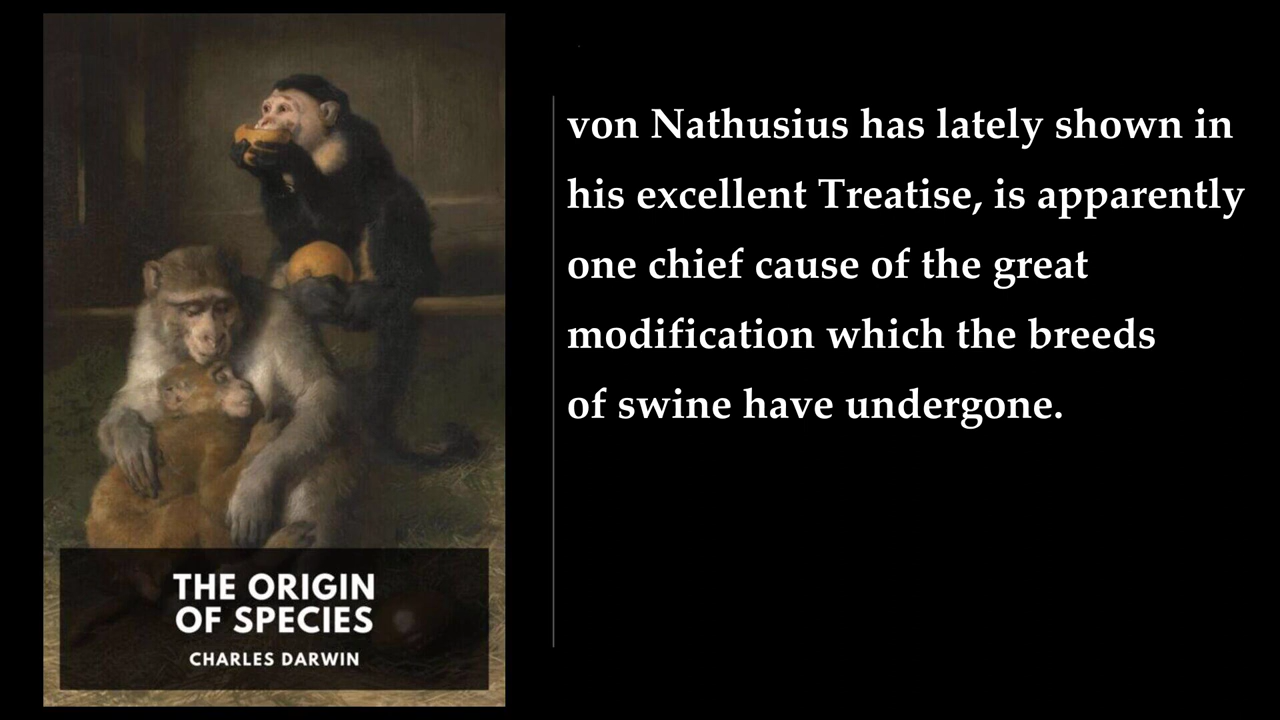 von Nathusius has lately shown in
his excellent Treatise, is apparently
one chief cause of the great
modification which the breeds
of swine have undergone.
THE ORIGIN
OF SPECIES
CHARLES DARWIN